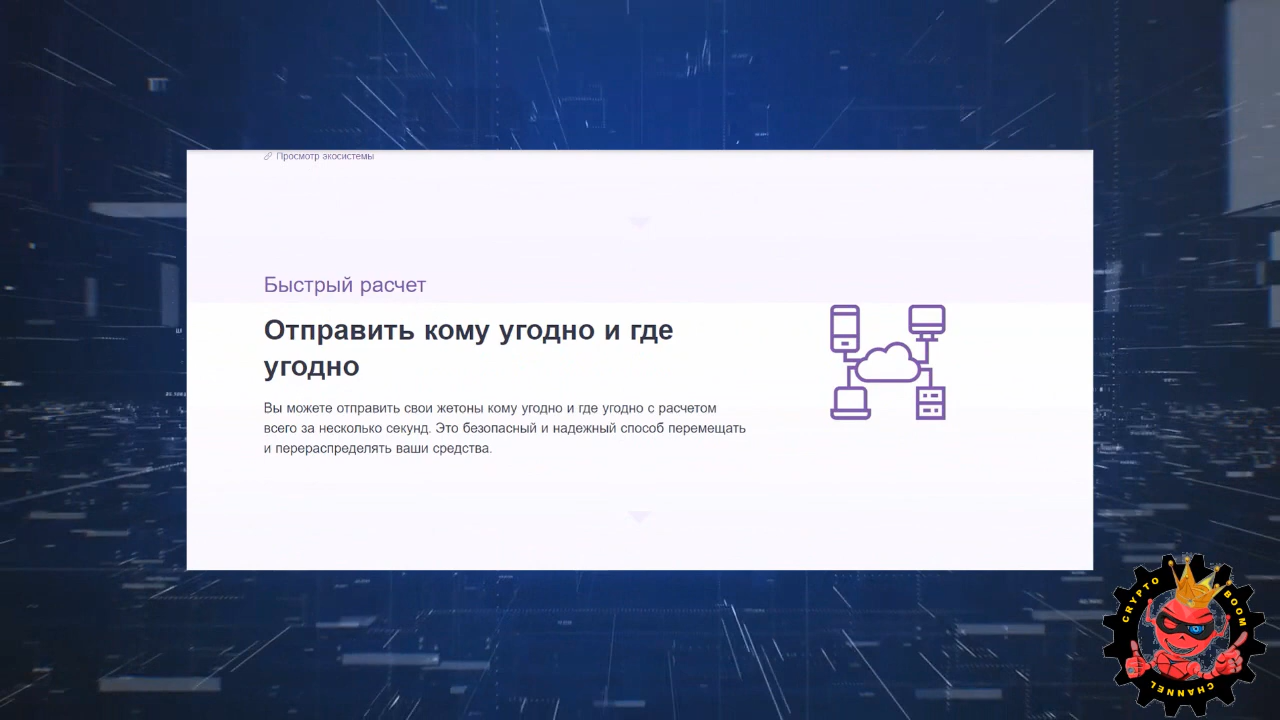 Просмотр экосистемы
Быстрый расчет
Отправить кому угодно и где
угодно
Вы можете отправить свои жетоны кому угодно и где угодно с расчетом
всего за несколько секунд. Это безопасный и надежный способ перемещать
и перераспределять ваши средства.
CRYPTO BOOM
CHANNEL